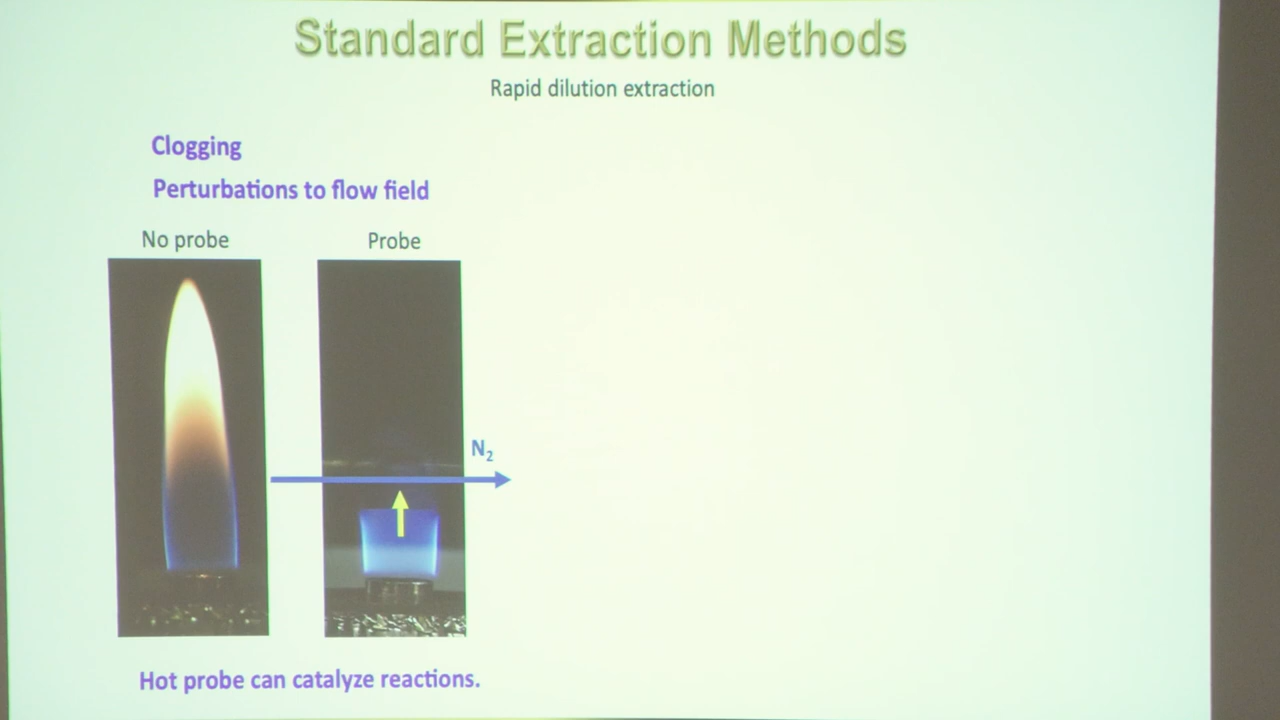 Standard Extraction Methods
Rapid dilution extraction
Clogging
Perturbations to flow field
No probe
Probe
N₂
Hot probe can catalyze reactions.